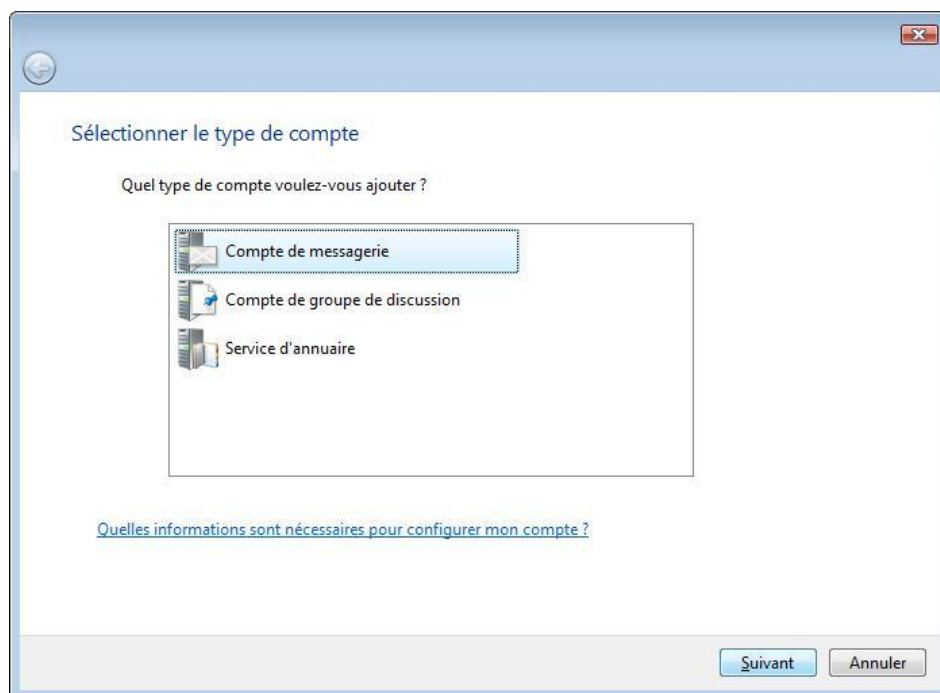 Sélectionner le type de compte
Quel type de compte voulez-vous ajouter ?
Compte de messagerie
Compte de groupe de discussion
Service d'annuaire
Quelles informations sont nécessaires pour configurer mon compte ?
Suivant
Annuler